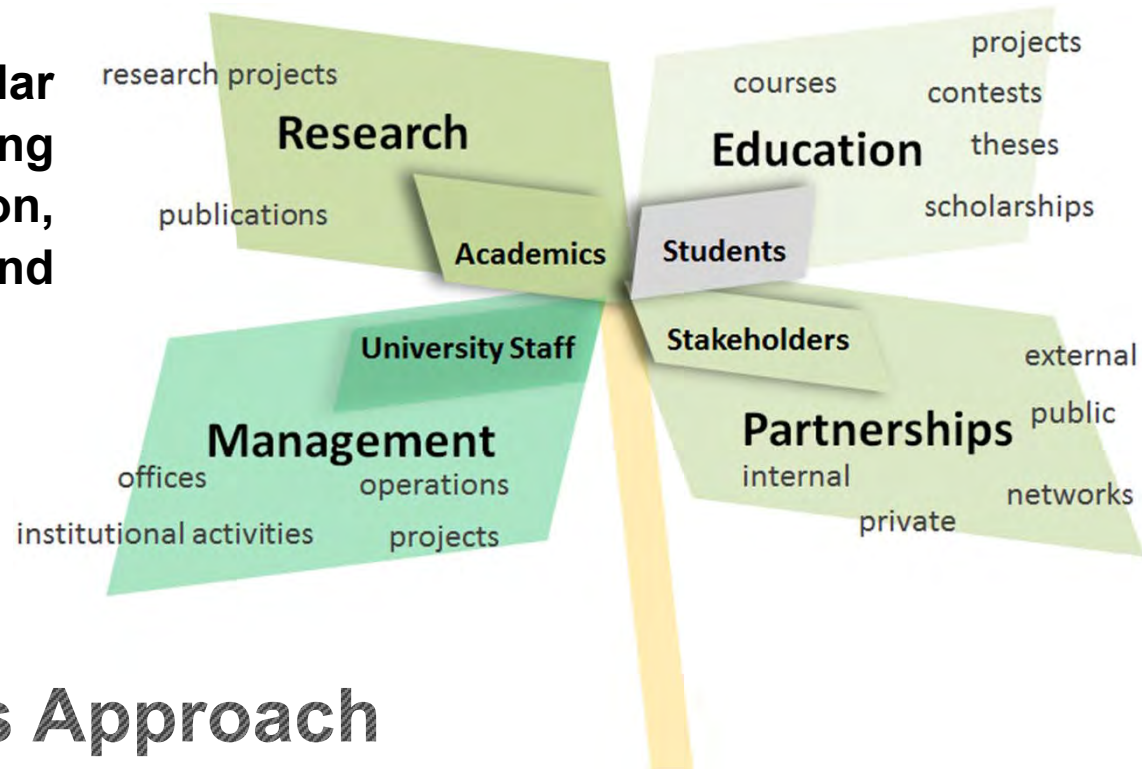 lar
ing
on,
nd
research projects
Research
publications
Academics
projects
courses
contests
Education
theses
scholarships
Students
University Staff
Management
offices
operations
institutional activities
projects
Stakeholders
external
Partnerships
public
internal
networks
private
s Approach